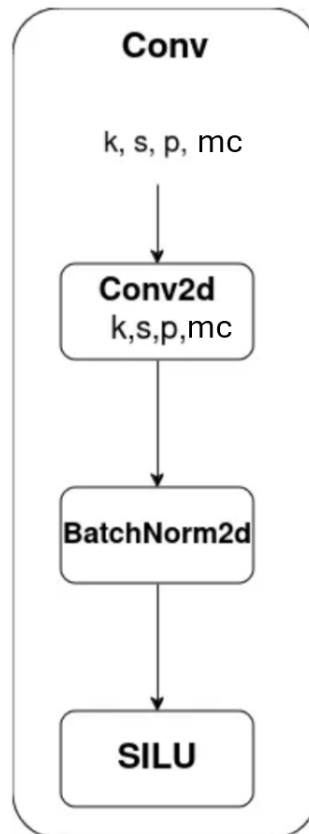 Conv
k, s, p, mc
Conv2d
k,s,p,mc
BatchNorm2d
SILU